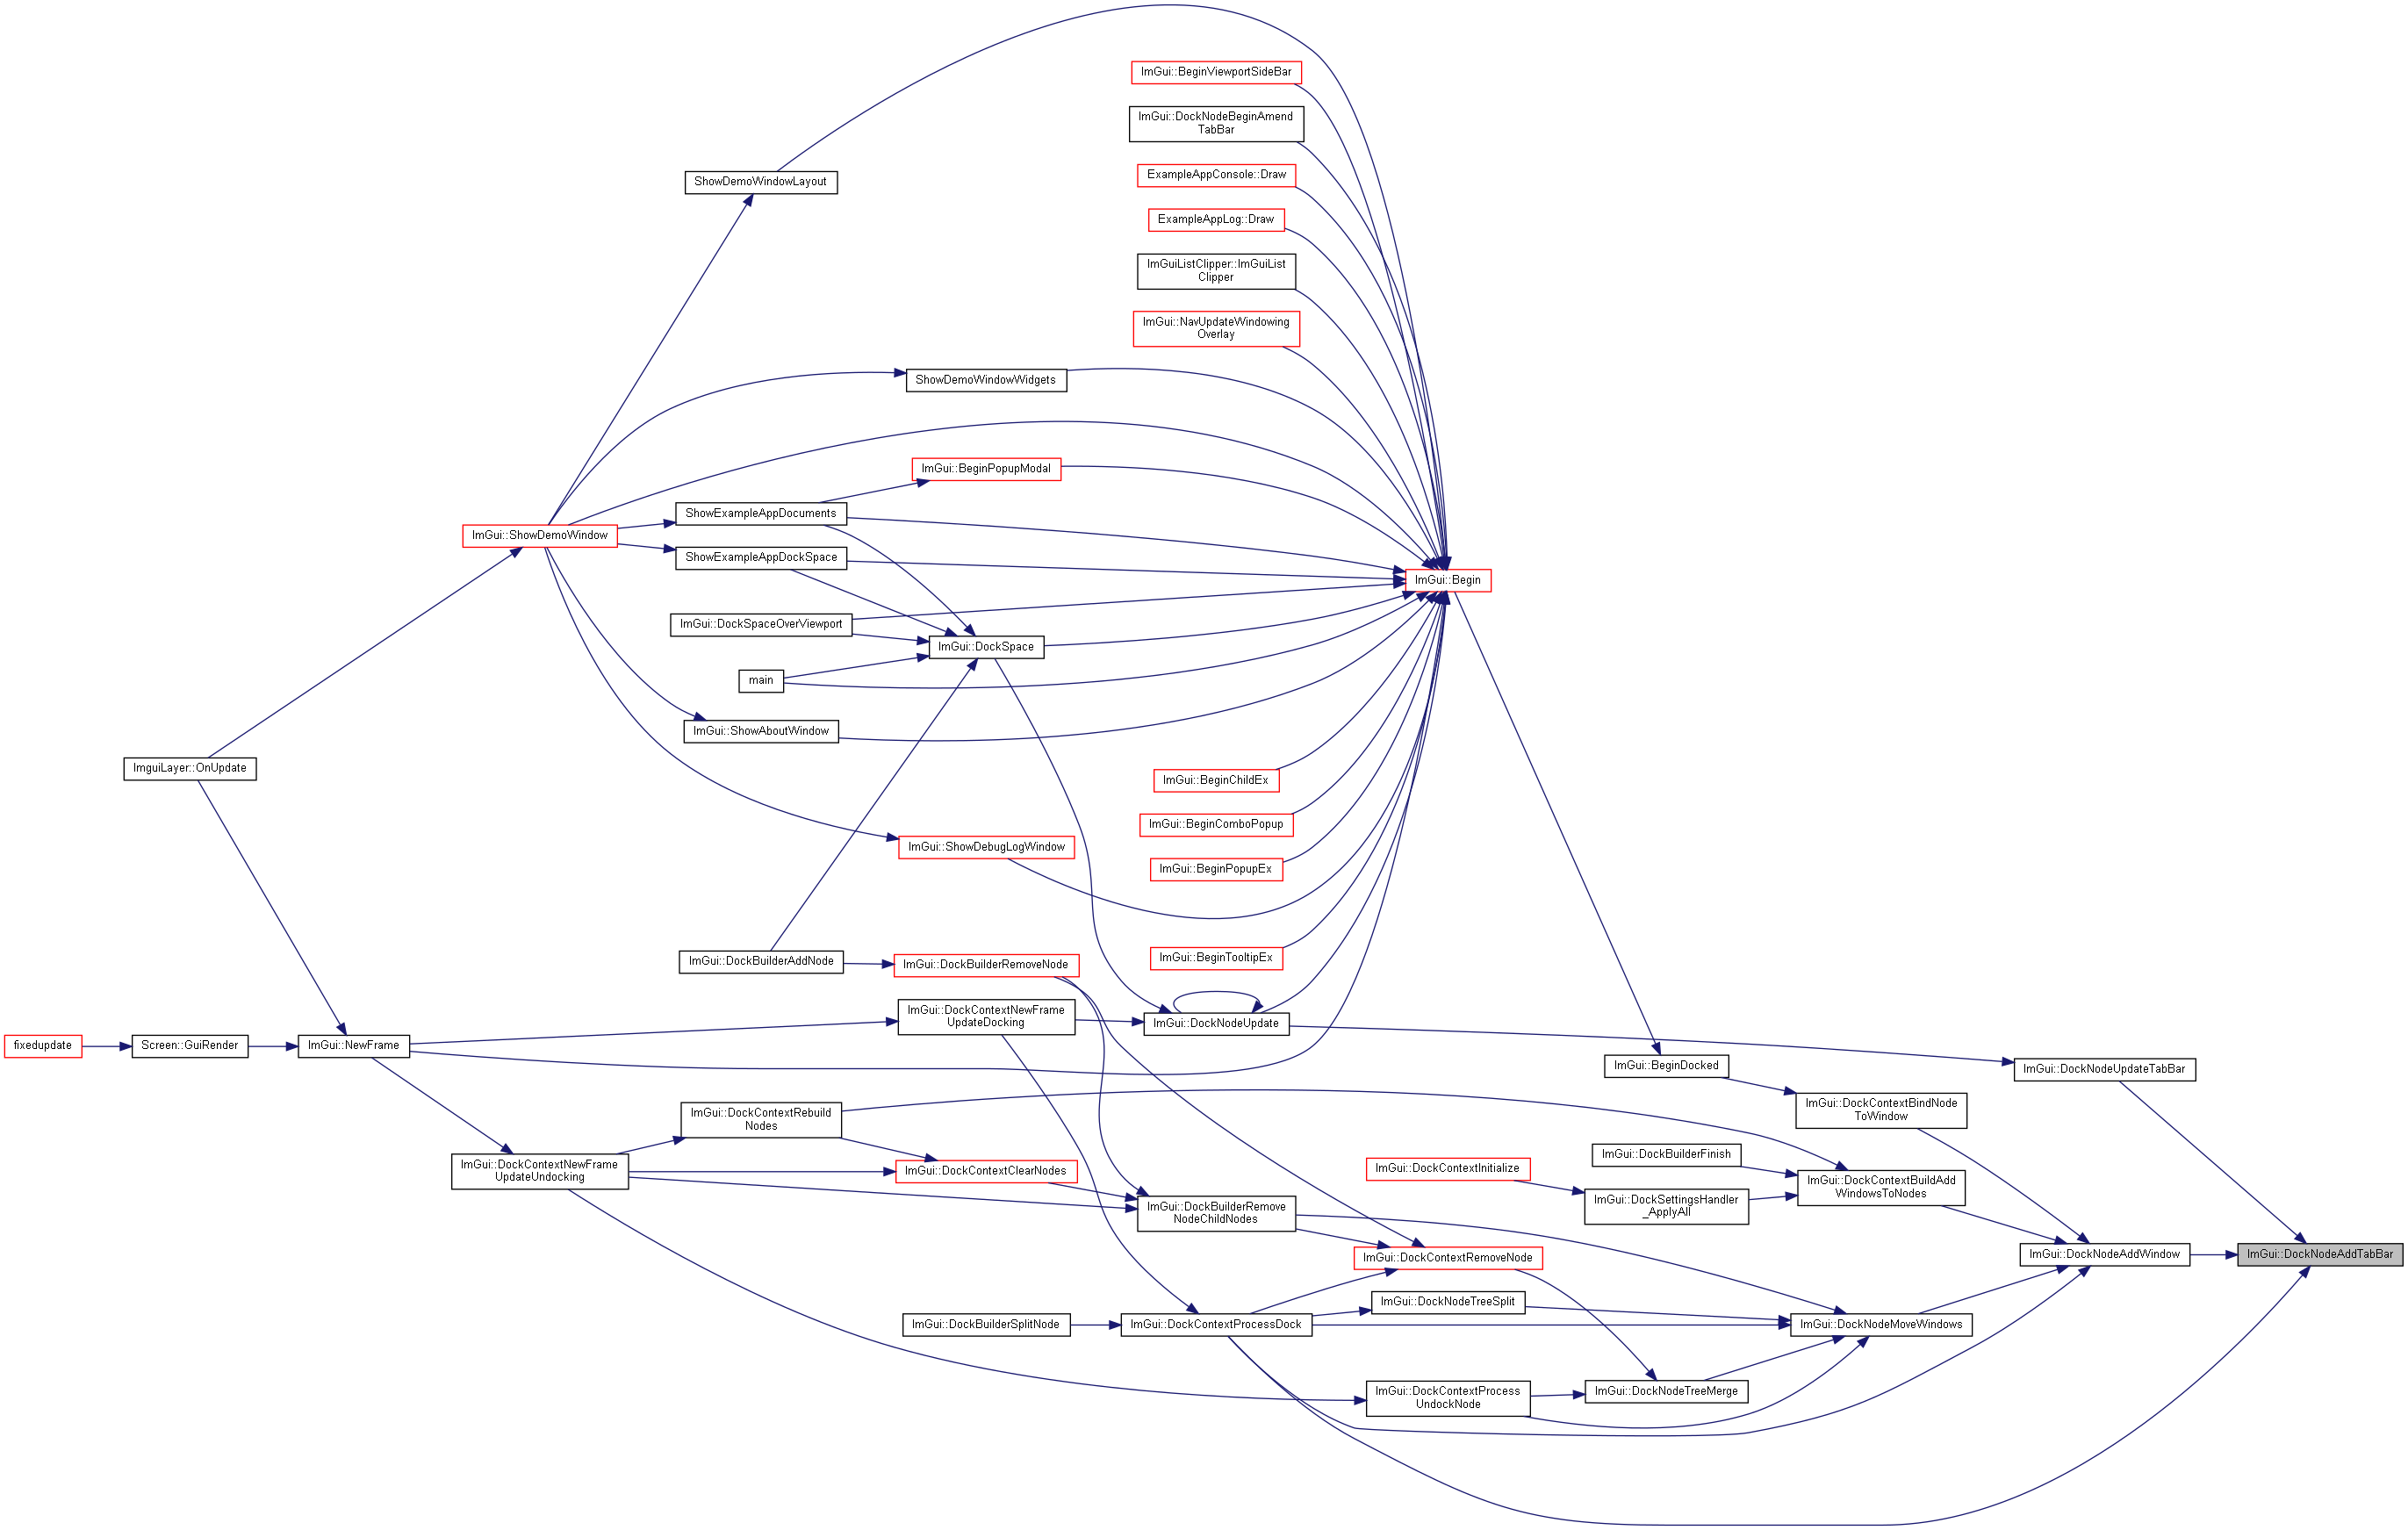 ImGui::BeginViewportSideBar
ImGui::DockNodeBeginAmend
TabBar
ExampleAppConsole::Draw
ShowDemoWindowLayout
ExampleAppLog::Draw
ImGuiListClipper::ImGuiList
Clipper
ImGui::NavUpdateWindowing
Overlay
ShowDemoWindowWidgets
ImGui::BeginPopupModal
ShowExampleAppDocuments
ImGui::ShowDemoWindow
ShowExampleAppDockSpace
ImGui::Begin
ImGui::DockSpaceOverViewport
ImGui::DockSpace
main
ImGui::ShowAboutWindow
ImguiLayer::OnUpdate
ImGui::BeginChildEx
ImGui::BeginComboPopup
ImGui::ShowDebugLogWindow
ImGui::BeginPopupEx
ImGui::BeginTooltipEx
ImGui::DockBuilderAddNode
ImGui::DockBuilderRemoveNode
ImGui::DockContextNewFrame
UpdateDocking
ImGui::DockNodeUpdate
fixedupdate
Screen::GuiRender
ImGui::NewFrame
ImGui::BeginDocked
ImGui::DockNodeUpdateTabBar
ImGui::DockContextBindNode
ToWindow
ImGui::DockContextRebuild
Nodes
ImGui::DockBuilderFinish
ImGui::DockContextNewFrame
UpdateUndocking
ImGui::DockContextClearNodes
ImGui::DockContextInitialize
ImGui::DockContextBuildAdd
WindowsToNodes
ImGui::DockSettingsHandler
_ApplyAll
ImGui::DockBuilderRemove
NodeChildNodes
ImGui::DockContextRemoveNode
ImGui::DockNodeAddWindow
ImGui::DockNodeAddTabBar
ImGui::DockNodeTreeSplit
ImGui::DockBuilderSplitNode
ImGui::DockContextProcessDock
ImGui::DockNodeMoveWindows
ImGui::DockContextProcess
UndockNode
ImGui::DockNodeTreeMerge